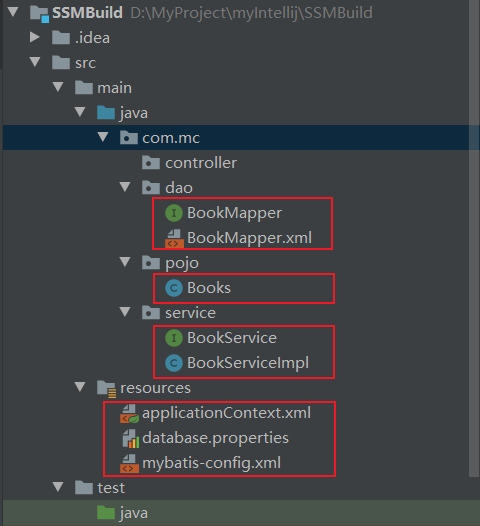 SSMBuild D:\MyProject\myIntellij\SSMBuild
.idea
src
main
java
com.mc
controller
dao
BookMapper
BookMapper.xml
pojo
Books
service
BookService
BookServiceImpl
resources
applicationContext.xml
database.properties
mybatis-config.xml
test
java